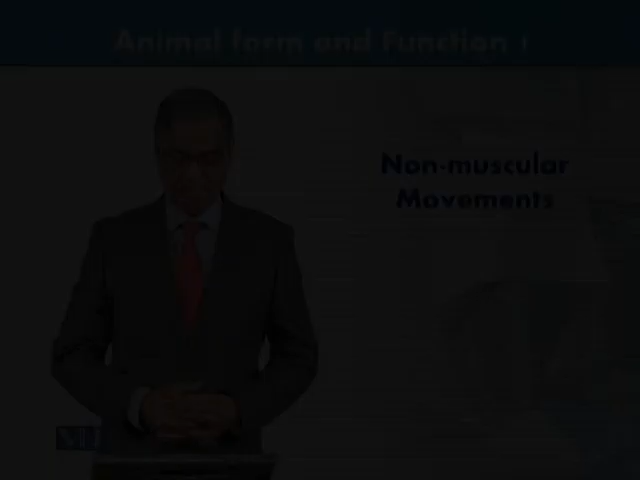 Animal form and Function 1
Non-muscular
Movements